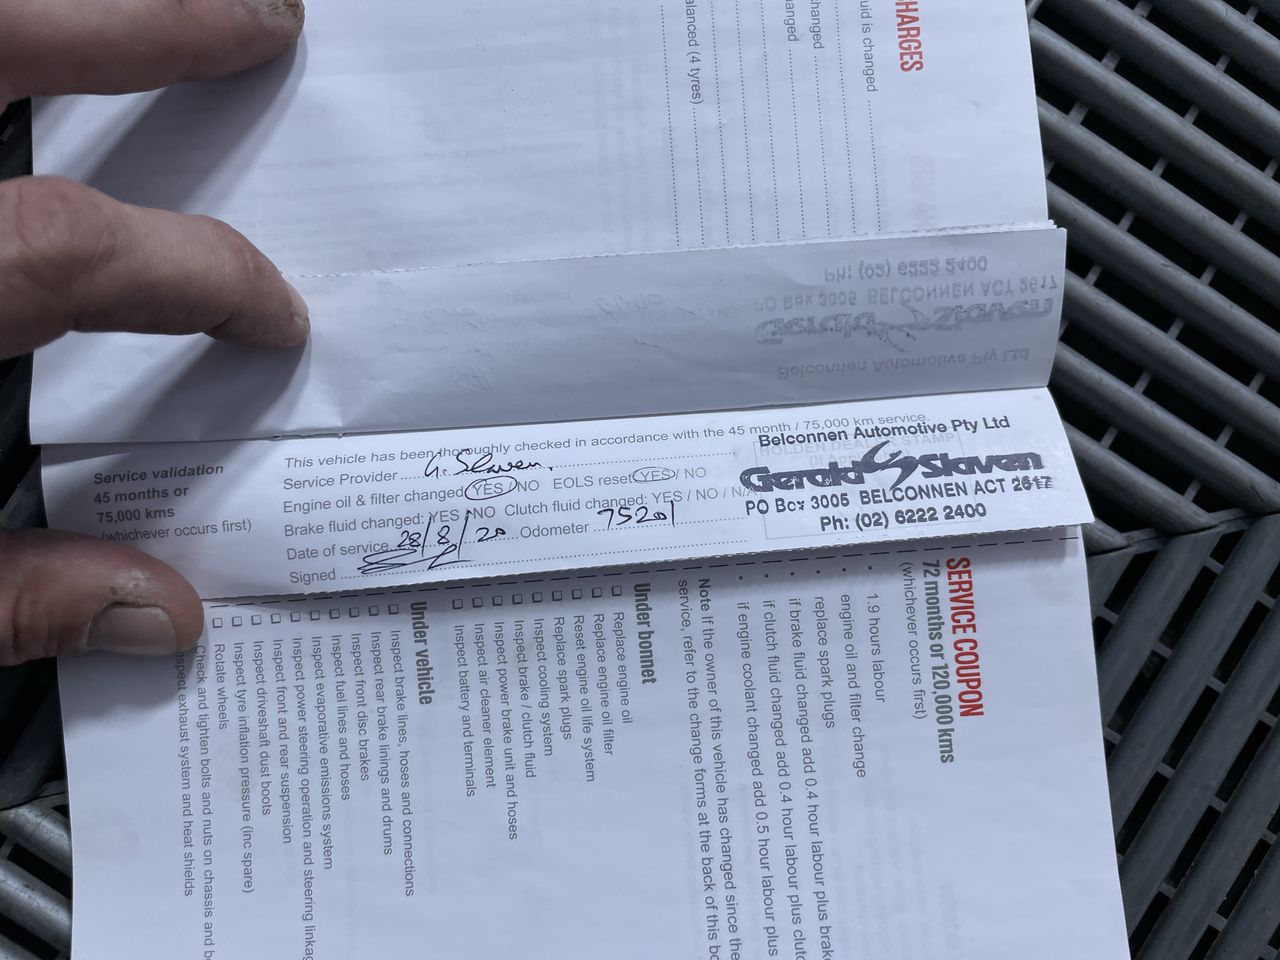 HARGES
uid is changed
hanged
hanged
alanced (4 tyres)
Ph: (02) 6222 2400
PO Box 3005 BELCONNEN ACT 2617
Gerald Slaven
Belconnen Automotive Pty Ltd
Service validation
45 months or
75,000 kms
(whichever occurs first)
This vehicle has been thoroughly checked in accordance with the 45 month / 75,000 km service.
Service Provider G. Slaven.
Engine oil & filter changed YES / NO EOLS reset YES / NO
Brake fluid changed: YES / NO Clutch fluid changed: YES / NO / N/A
Date of service 28/8/20 Odometer 75201
Signed
HOLDEN DEALER STAMP
Belconnen Automotive Pty Ltd
Gerald Slaven
PO Box 3005 BELCONNEN ACT 2617
Ph: (02) 6222 2400
SERVICE COUPON
72 months or 120,000 kms
(whichever occurs first)
• 1.9 hours labour
• engine oil and filter change
• replace spark plugs
• if brake fluid changed add 0.4 hour labour plus brak
• if clutch fluid changed add 0.4 hour labour plus clutc
• if engine coolant changed add 0.5 hour labour plus
Note If the owner of this vehicle has changed since the
service, refer to the change forms at the back of this bo
Under bonnet
❏ Replace engine oil
❏ Replace engine oil filter
❏ Reset engine oil life system
❏ Replace spark plugs
❏ Inspect cooling system
❏ Inspect brake / clutch fluid
❏ Inspect power brake unit and hoses
❏ Inspect air cleaner element
❏ Inspect battery and terminals
Under vehicle
❏ Inspect brake lines, hoses and connections
❏ Inspect rear brake linings and drums
❏ Inspect front disc brakes
❏ Inspect fuel lines and hoses
❏ Inspect evaporative emissions system
❏ Inspect power steering operation and steering linkag
❏ Inspect front and rear suspension
❏ Inspect driveshaft dust boots
❏ Inspect tyre inflation pressure (inc spare)
❏ Rotate wheels
Check and tighten bolts and nuts on chassis and b
Inspect exhaust system and heat shields